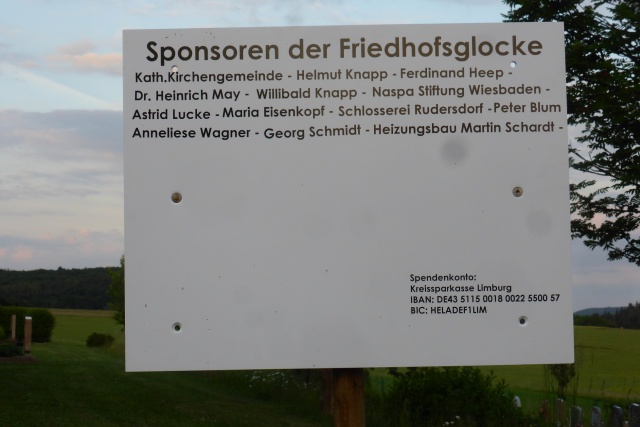 Sponsoren der Friedhofsglocke
Kath.Kirchengemeinde - Helmut Knapp - Ferdinand Heep -
Dr. Heinrich May - Willibald Knapp - Naspa Stiftung Wiesbaden -
Astrid Lucke - Maria Eisenkopf - Schlosserei Rudersdorf -Peter Blum
Anneliese Wagner - Georg Schmidt - Heizungsbau Martin Schardt -
Spendenkonto:
Kreissparkasse Limburg
IBAN: DE43 5115 0018 0022 5500 57
BIC: HELADEF1LIM